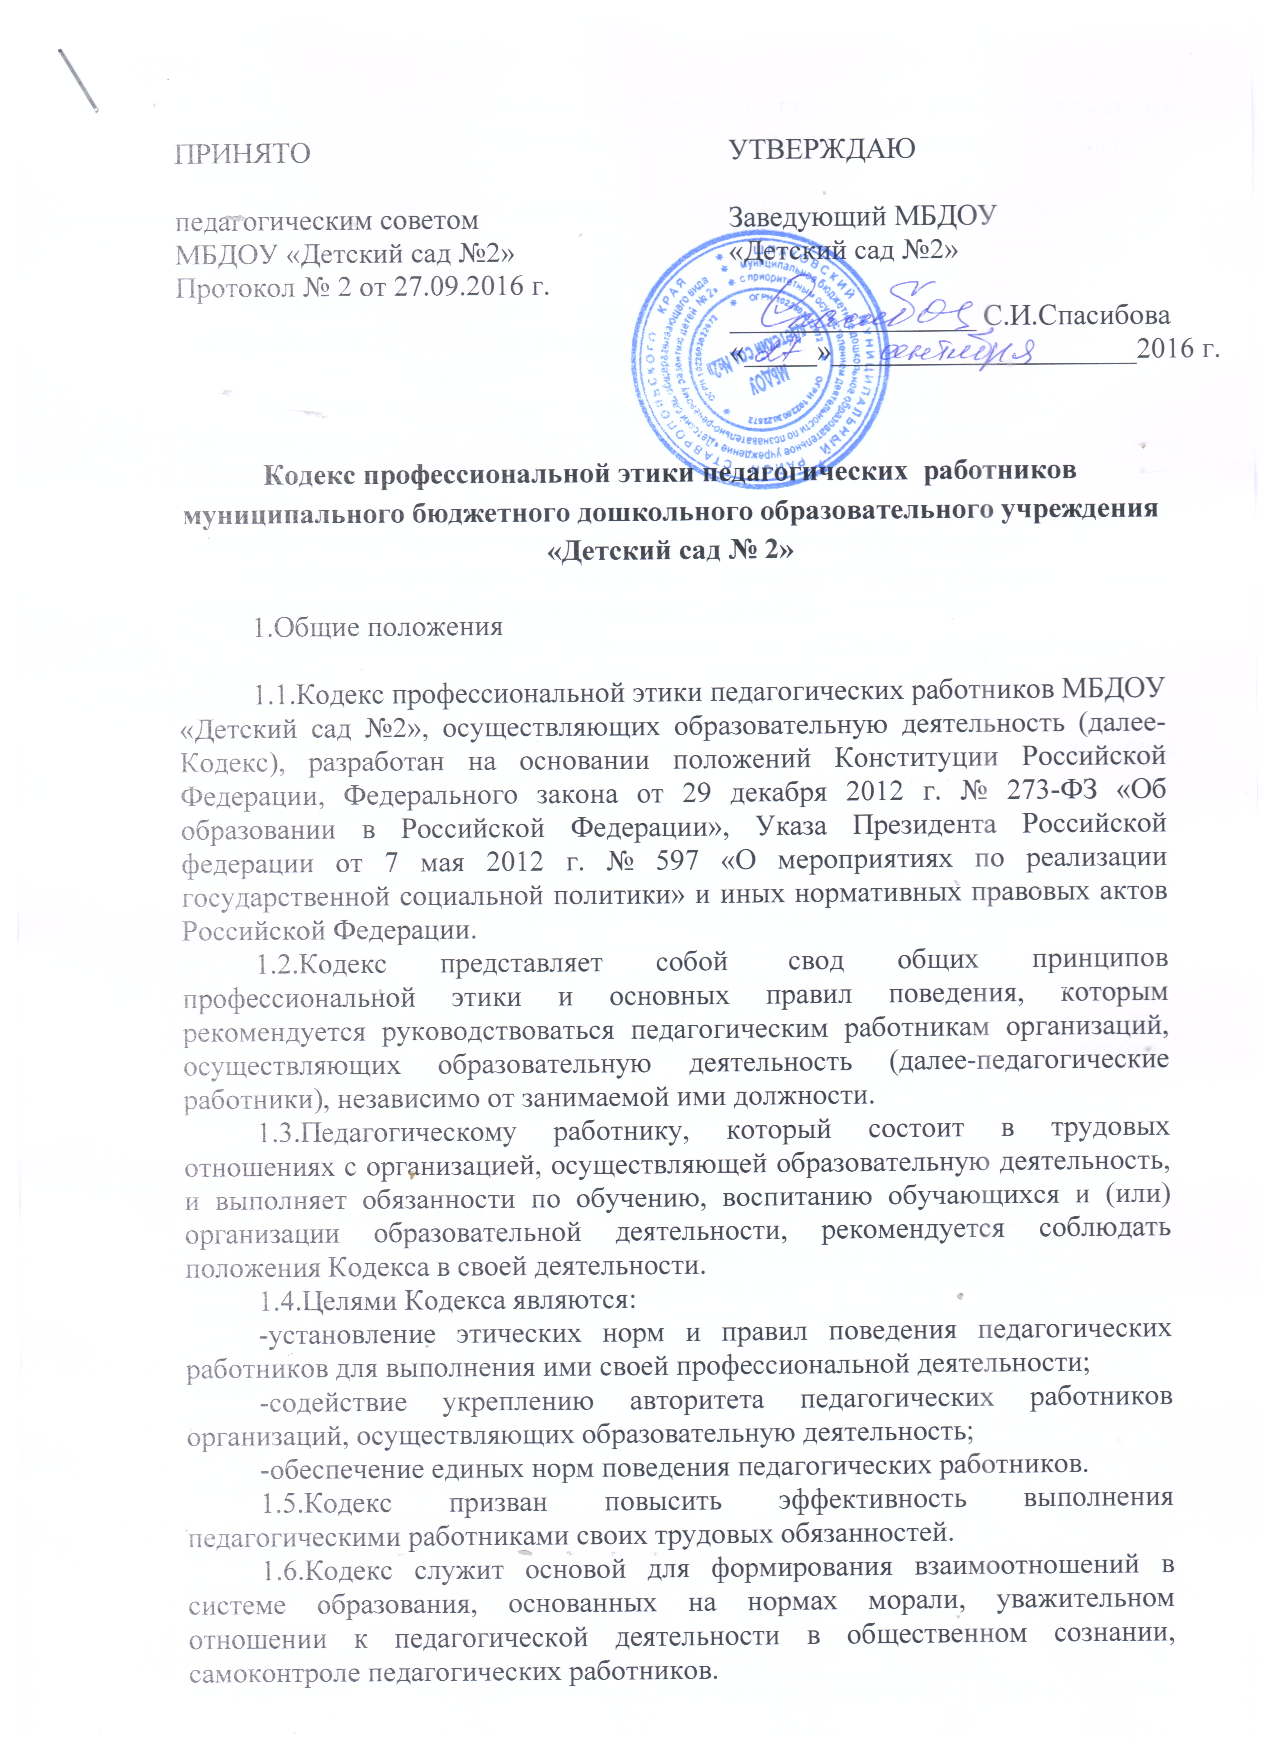 ПРИНЯТО
педагогическим советом
МБДОУ «Детский сад №2»
Протокол № 2 от 27.09.2016 г.
УТВЕРЖДАЮ
Заведующий МБДОУ
«Детский сад №2»
С.И.Спасибова
«27» сентября 2016 г.
Кодекс профессиональной этики педагогических работников
муниципального бюджетного дошкольного образовательного учреждения
«Детский сад № 2»
1.Общие положения
1.1.Кодекс профессиональной этики педагогических работников МБДОУ
«Детский сад №2», осуществляющих образовательную деятельность (далее-
Кодекс), разработан на основании положений Конституции Российской
Федерации, Федерального закона от 29 декабря 2012 г. № 273-ФЗ «Об
образовании в Российской Федерации», Указа Президента Российской
федерации от 7 мая 2012 г. № 597 «О мероприятиях по реализации
государственной социальной политики» и иных нормативных правовых актов
Российской Федерации.
1.2.Кодекс представляет собой свод общих принципов
профессиональной этики и основных правил поведения, которым
рекомендуется руководствоваться педагогическим работникам организаций,
осуществляющих образовательную деятельность (далее-педагогические
работники), независимо от занимаемой ими должности.
1.3.Педагогическому работнику, который состоит в трудовых
отношениях с организацией, осуществляющей образовательную деятельность,
и выполняет обязанности по обучению, воспитанию обучающихся и (или)
организации образовательной деятельности, рекомендуется соблюдать
положения Кодекса в своей деятельности.
1.4.Целями Кодекса являются:
-установление этических норм и правил поведения педагогических
работников для выполнения ими своей профессиональной деятельности;
-содействие укреплению авторитета педагогических работников
организаций, осуществляющих образовательную деятельность;
-обеспечение единых норм поведения педагогических работников.
1.5.Кодекс призван повысить эффективность выполнения
педагогическими работниками своих трудовых обязанностей.
1.6.Кодекс служит основой для формирования взаимоотношений в
системе образования, основанных на нормах морали, уважительном
отношении к педагогической деятельности в общественном сознании,
самоконтроле педагогических работников.